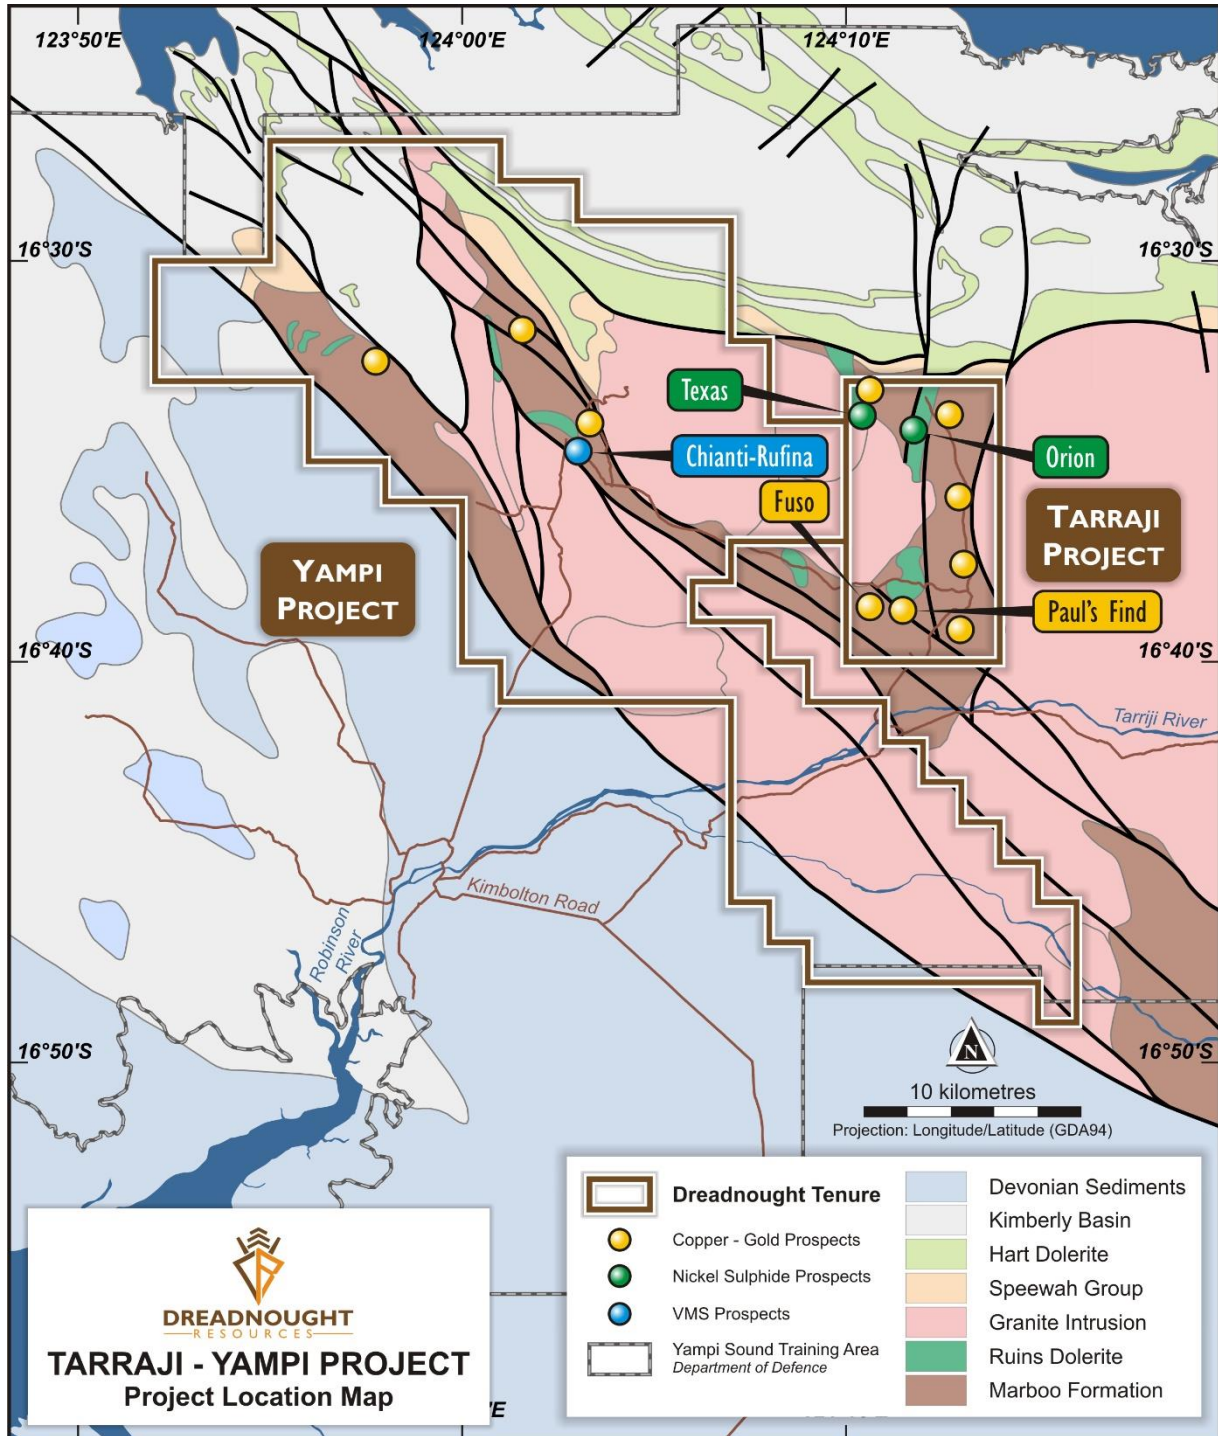 123°50'E
124°00'E
124°10'E
16°30'S
16°30'S
Texas
Chianti-Rufina
Orion
Fuso
TARRAJI
PROJECT
YAMPI
PROJECT
Paul's Find
16°40'S
16°40'S
Tarriji River
Kimbolton Road
Robinson
River
N
16°50'S
16°50'S
10 kilometres
Projection: Longitude/Latitude (GDA94)
Dreadnought Tenure
Copper - Gold Prospects
Nickel Sulphide Prospects
VMS Prospects
Yampi Sound Training Area
Department of Defence
Devonian Sediments
Kimberly Basin
Hart Dolerite
Speewah Group
Granite Intrusion
Ruins Dolerite
Marboo Formation
DREADNOUGHT
RESOURCES
TARRAJI - YAMPI PROJECT
Project Location Map